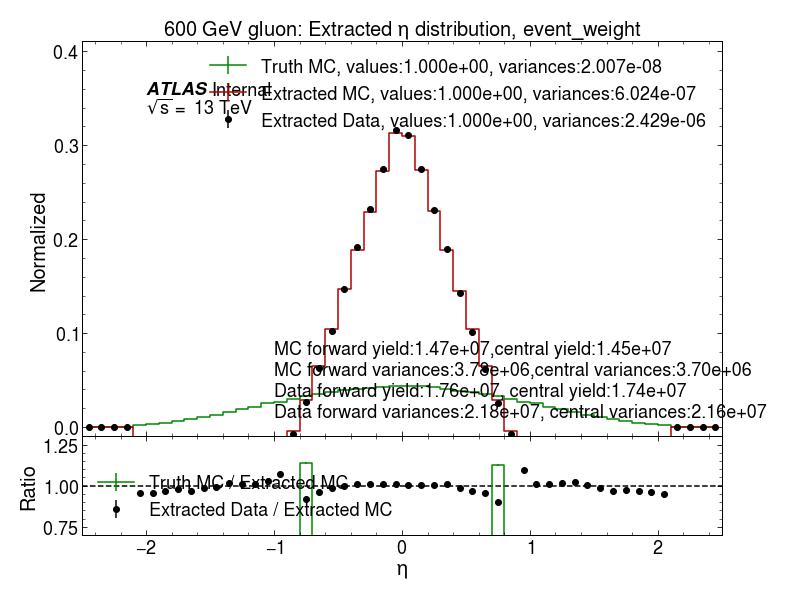 600 GeV gluon: Extracted η distribution, event_weight
Truth MC, values:1.000e+00, variances:2.007e-08
ATLAS Internal
Extracted MC, values:1.000e+00, variances:6.024e-07
√s = 13 TeV
Extracted Data, values:1.000e+00, variances:2.429e-06
0.4
0.3
0.2
0.1
0.0
Normalized
MC forward yield:1.47e+07,central yield:1.45e+07
MC forward variances:3.73e+06,central variances:3.70e+06
Data forward yield:1.76e+07, central yield:1.74e+07
Data forward variances:2.18e+07, central variances:2.16e+07
1.25
1.00
0.75
Ratio
Truth MC / Extracted MC
Extracted Data / Extracted MC
−2 −1 0 1 2
η